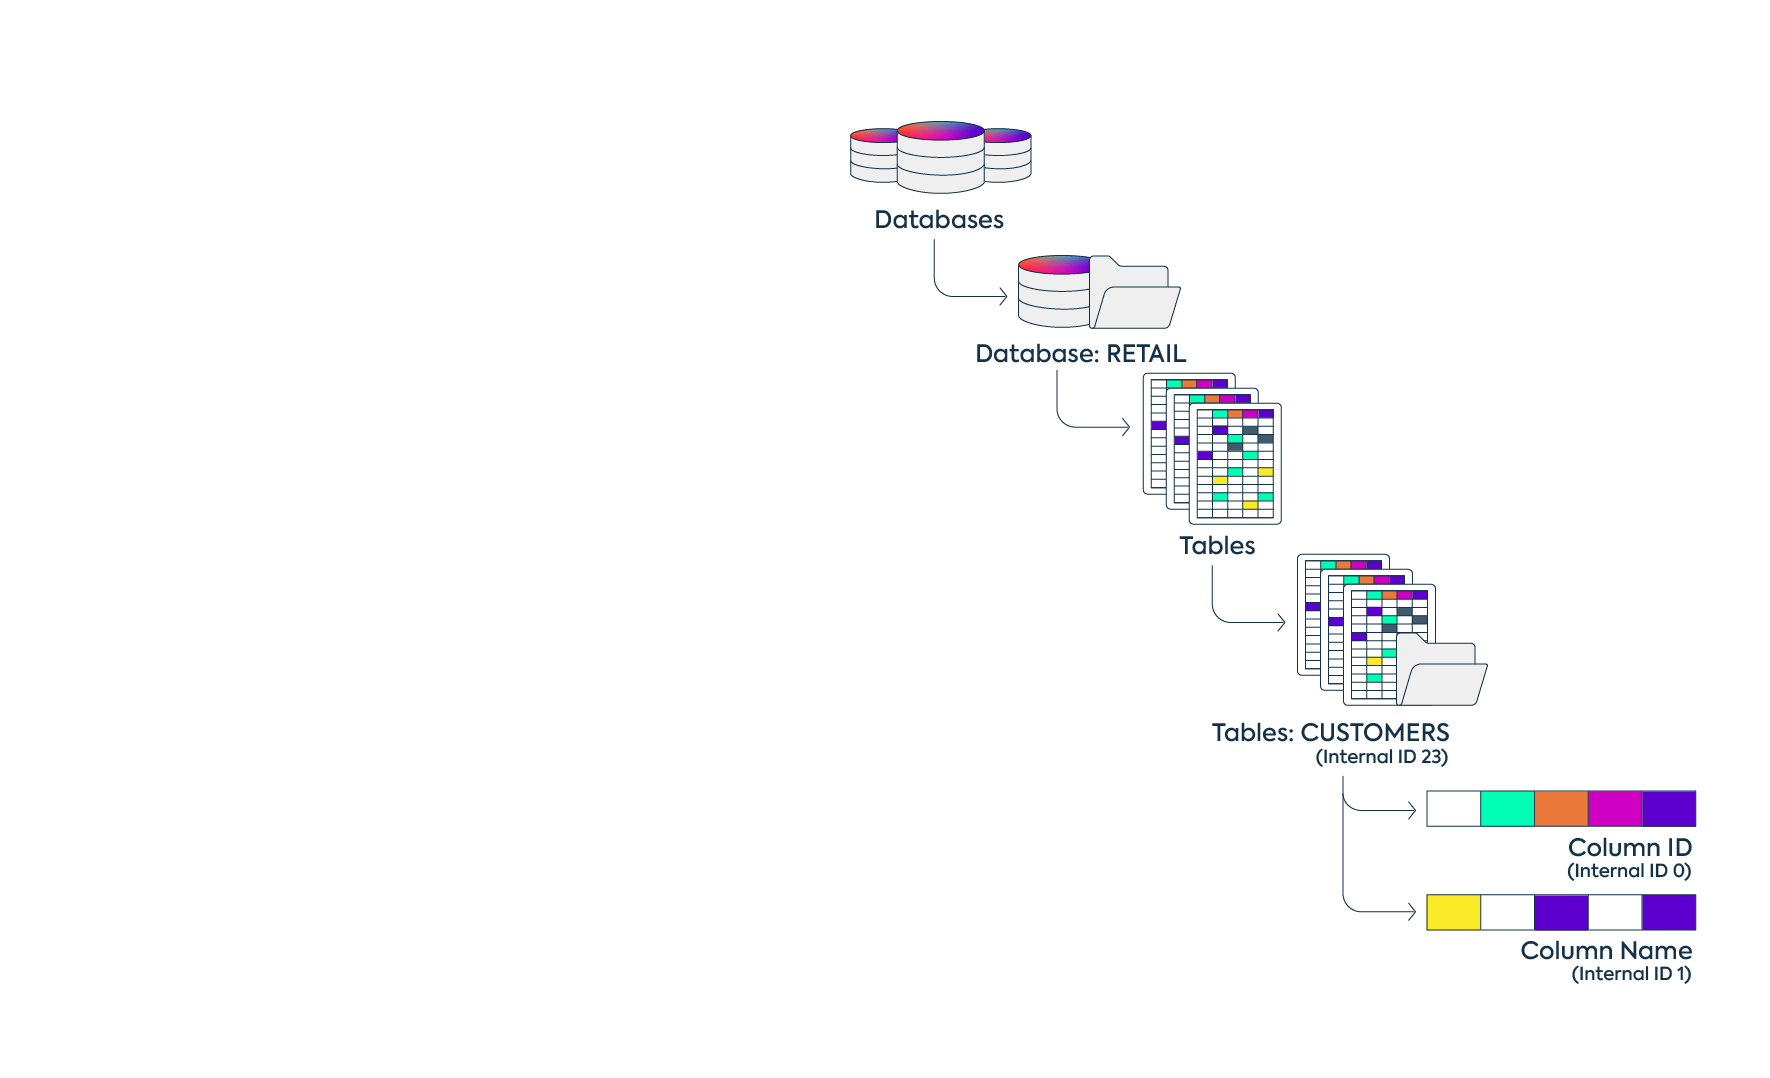 Databases
Database: RETAIL
Tables
Tables: CUSTOMERS
(Internal ID 23)
Column ID
(Internal ID 0)
Column Name
(Internal ID 1)